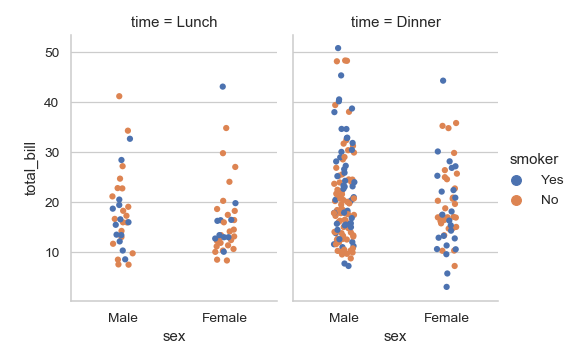 time = Lunch
time = Dinner
total_bill
50
40
30
20
10
Male
Female
Male
Female
sex
sex
smoker
Yes
No